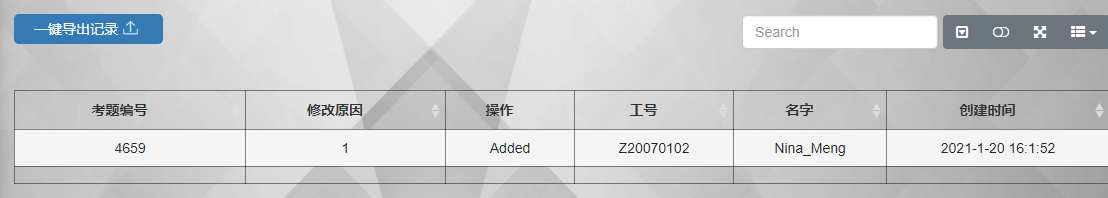 一键导出记录
Search
考题编号 修改原因 操作 工号 名字 创建时间
4659 1 Added Z20070102 Nina_Meng 2021-1-20 16:1:52